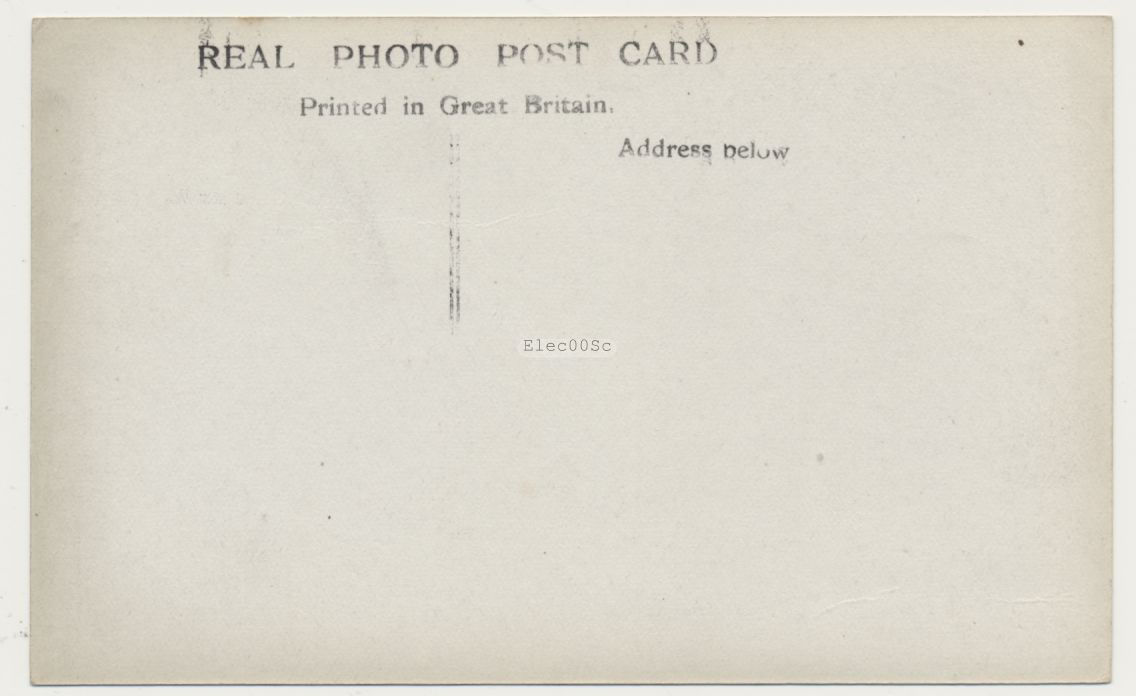 REAL PHOTO POST CARD
Printed in Great Britain.
Address below
Elec00Sc